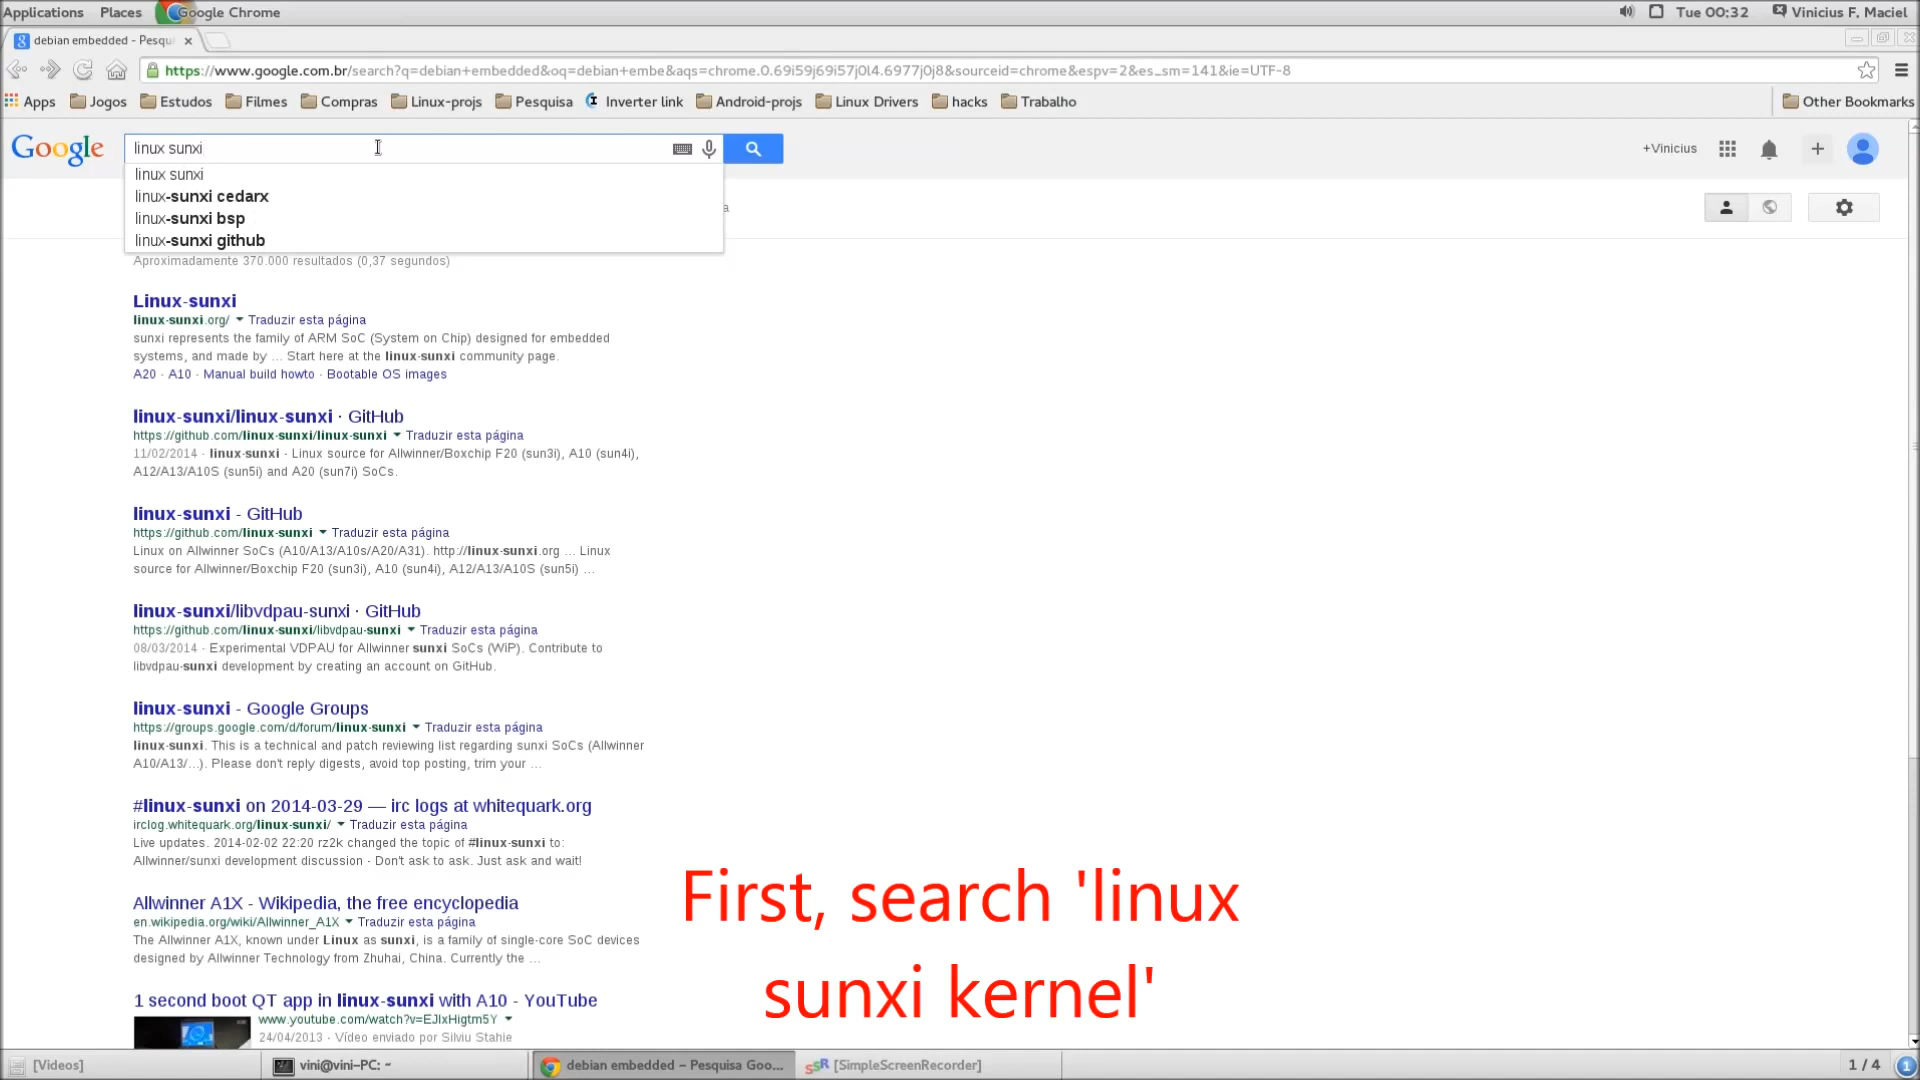 Applications Places Google Chrome Tue 00:32 Vinicius F. Maciel
debian embedded - Pesqu
https://www.google.com.br/search?q=debian+embedded&oq=debian+embe&aqs=chrome.0.69i59j69i57j0l4.6977j0j8&sourceid=chrome&espv=2&es_sm=141&ie=UTF-8
Apps Jogos Estudos Filmes Compras Linux-projs Pesquisa Inverter link Android-projs Linux Drivers hacks Trabalho Other Bookmarks
Google linux sunxi +Vinicius
linux sunxi
linux-sunxi cedarx
linux-sunxi bsp
linux-sunxi github
Aproximadamente 370.000 resultados (0,37 segundos)
Linux-sunxi
linux-sunxi.org/ Traduzir esta página
sunxi represents the family of ARM SoC (System on Chip) designed for embedded
systems, and made by ... Start here at the linux-sunxi community page.
A20 · A10 · Manual build howto · Bootable OS images
linux-sunxi/linux-sunxi · GitHub
https://github.com/linux-sunxi/linux-sunxi Traduzir esta página
11/02/2014 - linux-sunxi - Linux source for Allwinner/Boxchip F20 (sun3i), A10 (sun4i),
A12/A13/A10S (sun5i) and A20 (sun7i) SoCs.
linux-sunxi - GitHub
https://github.com/linux-sunxi Traduzir esta página
Linux on Allwinner SoCs (A10/A13/A10s/A20/A31). http://linux-sunxi.org ... Linux
source for Allwinner/Boxchip F20 (sun3i), A10 (sun4i), A12/A13/A10S (sun5i) ...
linux-sunxi/libvdpau-sunxi · GitHub
https://github.com/linux-sunxi/libvdpau-sunxi Traduzir esta página
08/03/2014 - Experimental VDPAU for Allwinner sunxi SoCs (WiP). Contribute to
libvdpau-sunxi development by creating an account on GitHub.
linux-sunxi - Google Groups
https://groups.google.com/d/forum/linux-sunxi Traduzir esta página
linux-sunxi. This is a technical and patch reviewing list regarding sunxi SoCs (Allwinner
A10/A13/...). Please don't reply digests, avoid top posting, trim your ...
#linux-sunxi on 2014-03-29 — irc logs at whitequark.org
irclog.whitequark.org/linux-sunxi/ Traduzir esta página
Live updates. 2014-02-02 22:20 rz2k changed the topic of #linux-sunxi to:
Allwinner/sunxi development discussion - Don't ask to ask. Just ask and wait!
Allwinner A1X - Wikipedia, the free encyclopedia
en.wikipedia.org/wiki/Allwinner_A1X Traduzir esta página
The Allwinner A1X, known under Linux as sunxi, is a family of single-core SoC devices
designed by Allwinner Technology from Zhuhai, China. Currently the ...
1 second boot QT app in linux-sunxi with A10 - YouTube
www.youtube.com/watch?v=EJIxHigtm5Y
24/04/2013 - Vídeo enviado por Silviu Stahie
First, search 'linux
sunxi kernel'
[Videos] vini@vini-PC: ~ debian embedded - Pesquisa Goo... [SimpleScreenRecorder] 1 / 4 1